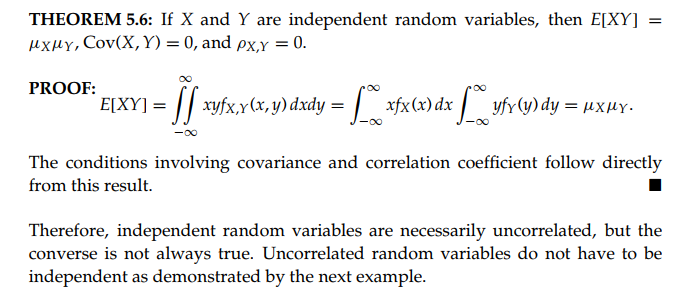 THEOREM 5.6: If X and Y are independent random variables, then E[XY] =
μXμY, Cov(X, Y) = 0, and ρX,Y = 0.
PROOF:
E[XY] = ∬_{−∞}^{∞} xyfX,Y(x, y) dxdy = ∫_{−∞}^{∞} xfX(x) dx ∫_{−∞}^{∞} yfY(y) dy = μXμY.
The conditions involving covariance and correlation coefficient follow directly
from this result. ■
Therefore, independent random variables are necessarily uncorrelated, but the
converse is not always true. Uncorrelated random variables do not have to be
independent as demonstrated by the next example.